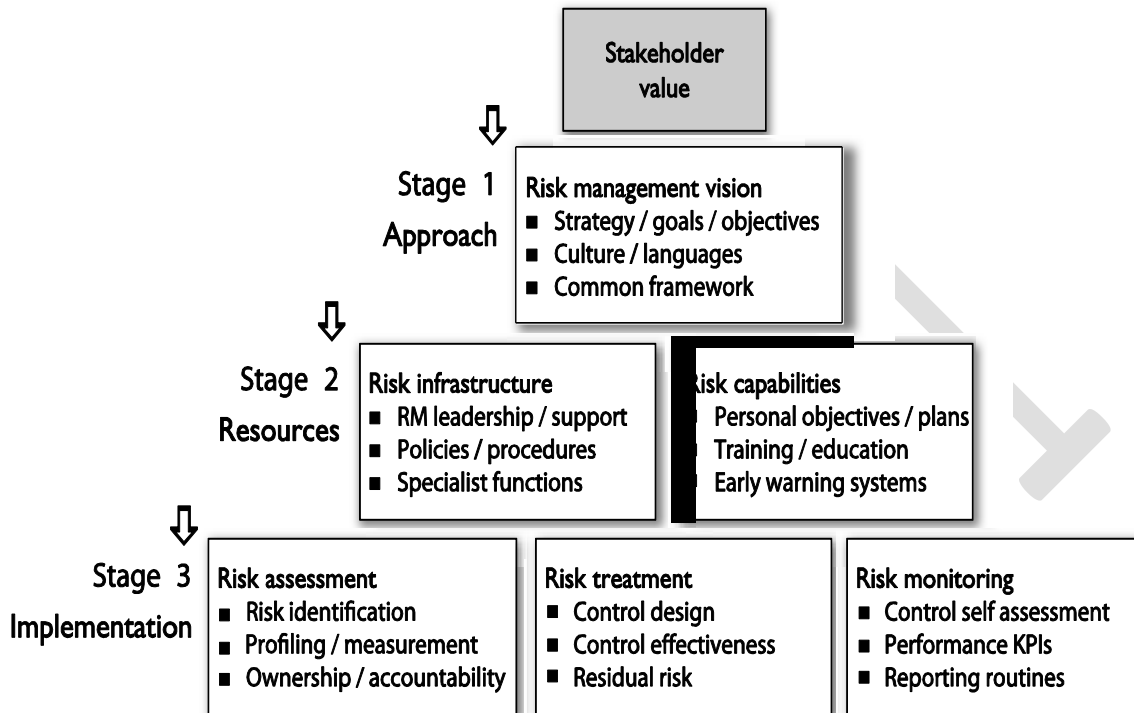 Stakeholder
value
Stage 1
Approach
Risk management vision
■ Strategy / goals / objectives
■ Culture / languages
■ Common framework
Stage 2
Resources
Risk infrastructure
■ RM leadership / support
■ Policies / procedures
■ Specialist functions
Risk capabilities
Personal objectives / plans
Training / education
Early warning systems
Stage 3
Implementation
Risk assessment
■ Risk identification
■ Profiling / measurement
■ Ownership / accountability
Risk treatment
■ Control design
■ Control effectiveness
■ Residual risk
Risk monitoring
■ Control self assessment
■ Performance KPIs
■ Reporting routines